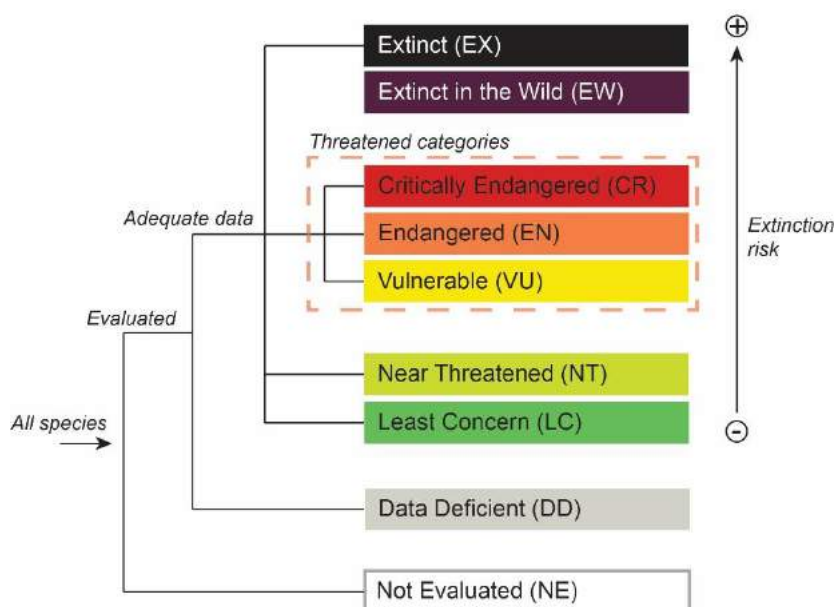 Extinct (EX)
Extinct in the Wild (EW)
Threatened categories
Critically Endangered (CR)
Adequate data
Endangered (EN)
Extinction
risk
Vulnerable (VU)
Evaluated
Near Threatened (NT)
All species
Least Concern (LC)
Data Deficient (DD)
Not Evaluated (NE)